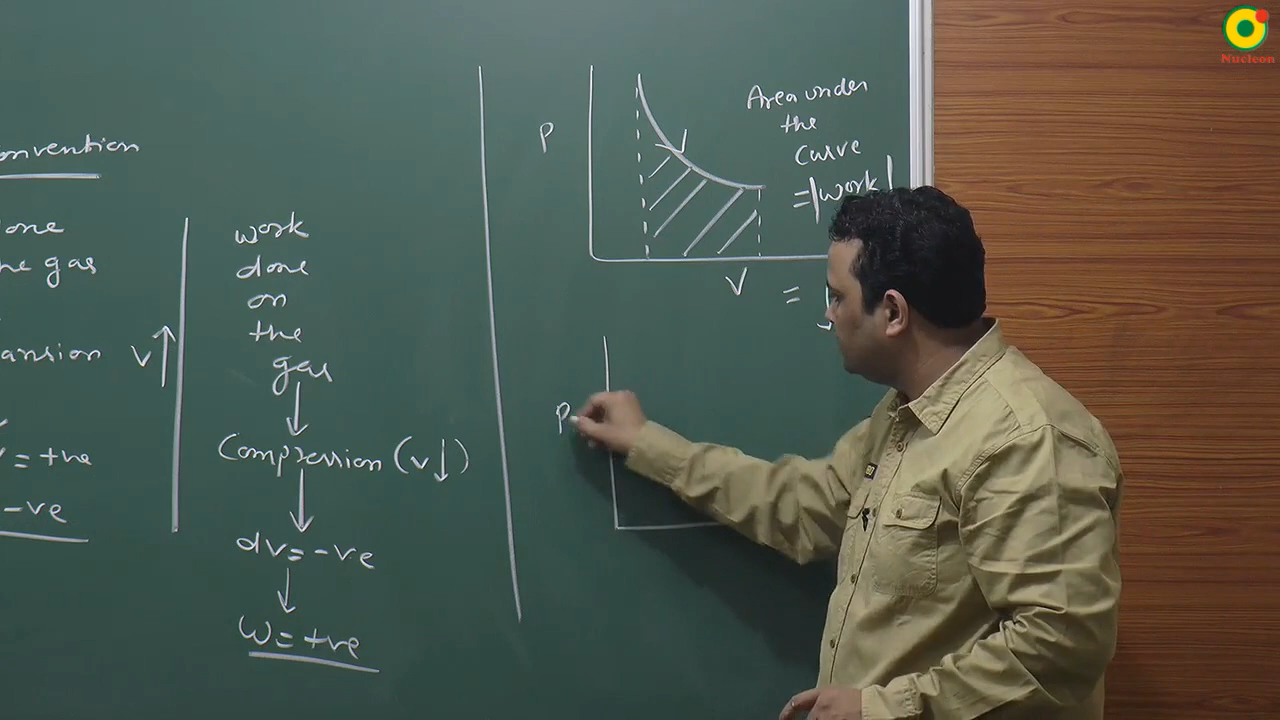 onvention
one
he gas
ansion
V↑
V = +ve
-ve
work
done
on
the
gas
Compression (V↓)
dV = -ve
W = +ve
P
V
Area under
the
Curve
= |work|
=
P
Nucleon